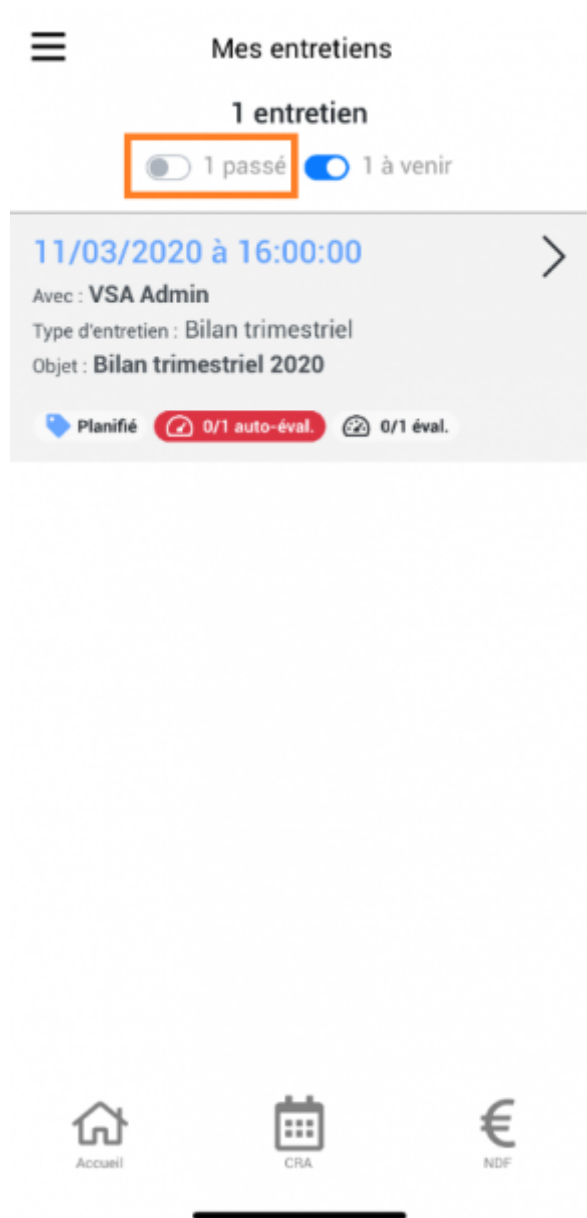 Mes entretiens
1 entretien
1 passé 1 à venir
11/03/2020 à 16:00:00
Avec : VSA Admin
Type d'entretien : Bilan trimestriel
Objet : Bilan trimestriel 2020
Planifié 0/1 auto-éval. 0/1 éval.
Accueil CRA NDF